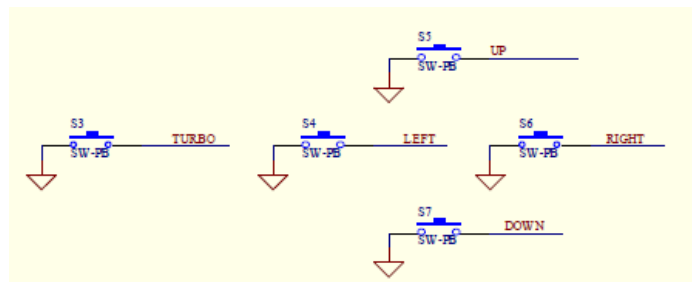 S5
UP
SW-PB
S3
TURBO
SW-PB
S4
LEFT
SW-PB
S6
RIGHT
SW-PB
S7
DOWN
SW-PB